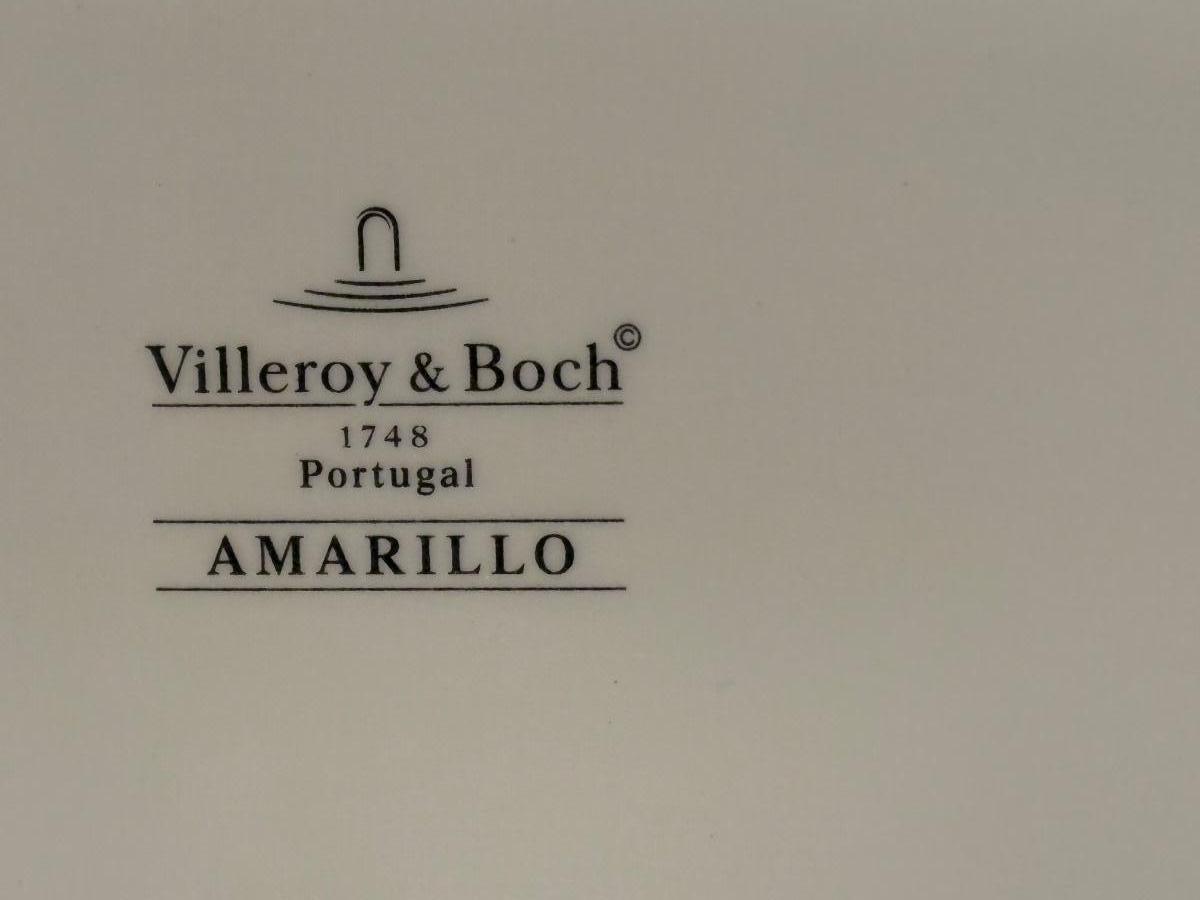 Villeroy & Boch©
1748
Portugal
AMARILLO